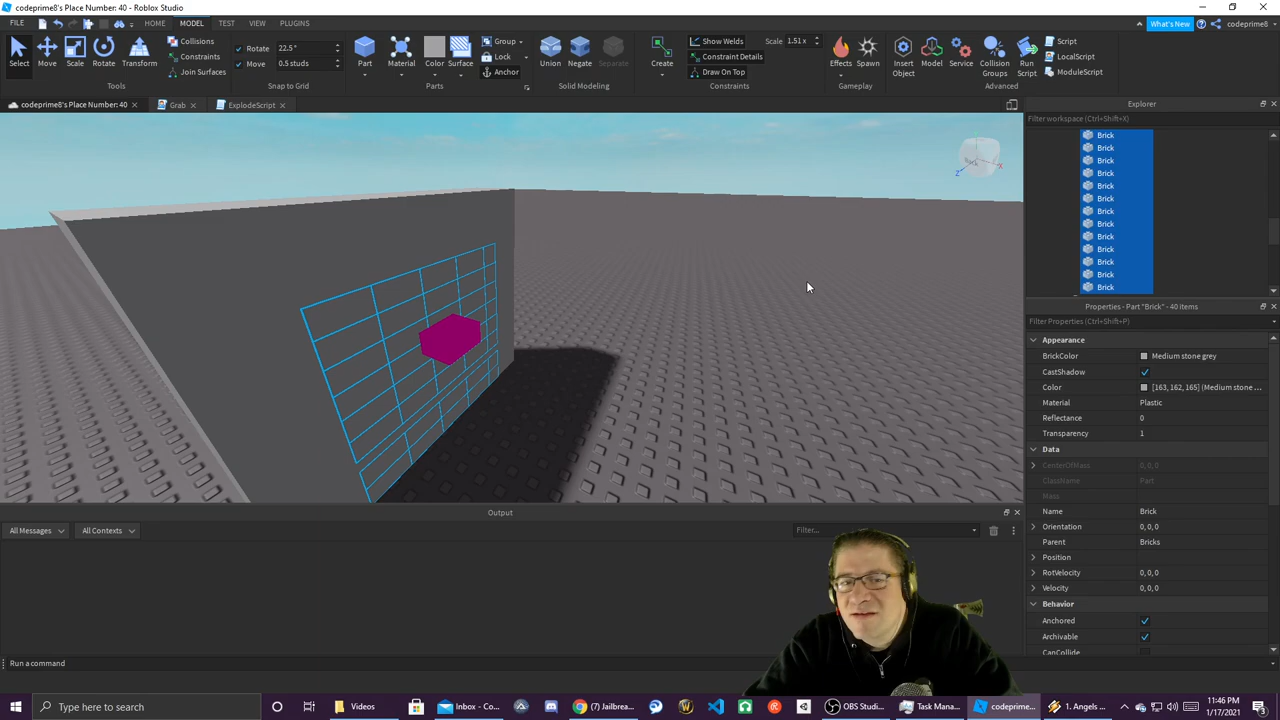 codeprime8's Place Number: 40 - Roblox Studio
FILE HOME MODEL TEST VIEW PLUGINS What's New codeprime8
Select Move Scale Rotate Transform
Collisions
Constraints
Join Surfaces
Tools
Rotate 22.5°
Move 0.5 studs
Snap to Grid
Part Material Color Surface
Group
Lock
Anchor
Parts
Union Negate Separate
Solid Modeling
Create
Show Welds Scale 1.51 x
Constraint Details
Draw On Top
Constraints
Effects Spawn
Gameplay
Insert Object Model Service Collision Groups Run Script
Script
LocalScript
ModuleScript
Advanced
codeprime8's Place Number: 40 Grab ExplodeScript
Explorer
Filter workspace (Ctrl+Shift+X)
Brick
Brick
Brick
Brick
Brick
Brick
Brick
Brick
Brick
Brick
Brick
Brick
Brick
Z X
Properties - Part "Brick" - 40 items
Filter Properties (Ctrl+Shift+P)
Appearance
BrickColor Medium stone grey
CastShadow
Color [163, 162, 165] (Medium stone ...
Material Plastic
Reflectance 0
Transparency 1
Data
CenterOfMass 0, 0, 0
ClassName Part
Mass
Name Brick
Orientation 0, 0, 0
Parent Bricks
Position
RotVelocity 0, 0, 0
Velocity 0, 0, 0
Behavior
Anchored
Archivable
CanCollide
Output
All Messages All Contexts Filter...
Run a command
Type here to search
Videos
Inbox - Co...
(7) Jailbrea...
OBS Studi...
Task Mana...
codeprime...
1. Angels ...
11:46 PM
1/17/2021